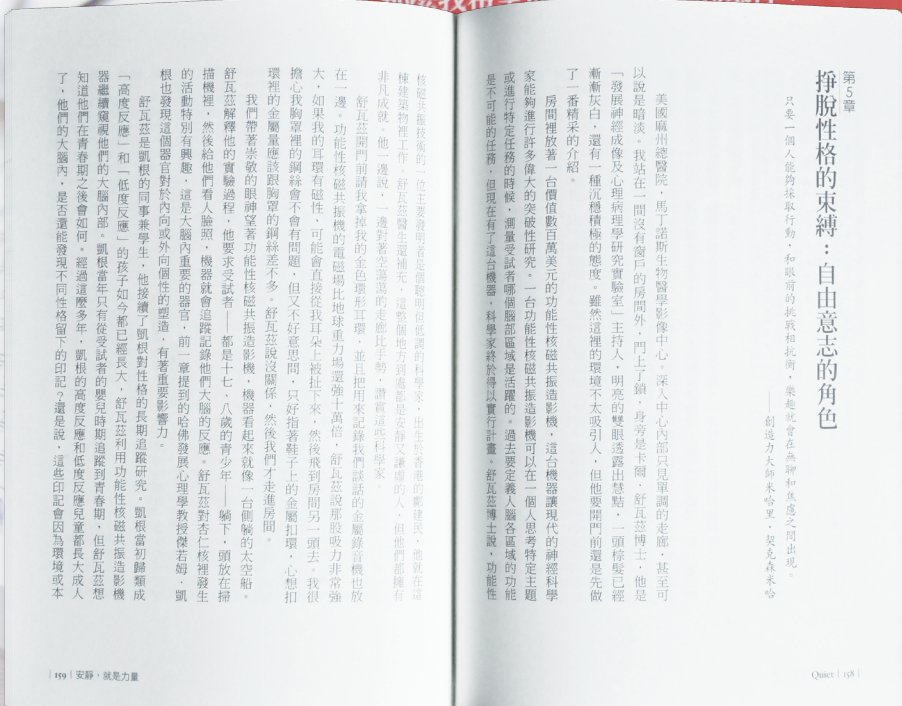 第5章
掙脫性格的束縛：自由意志的角色
只要一個人能夠採取行動，和眼前的挑戰相抗衡，樂趣就會在無聊和焦慮之間出現。
——創造力大師米哈里．契克森米哈
美國麻州總醫院，馬丁諾斯生物醫學影像中心。深入中心內部只見單調的走廊，甚至可
以說是暗淡。我站在一間沒有窗戶的房間外，門上了鎖，身旁是卡爾．舒瓦茲博士，他是
「發展神經成像及心理病理學研究實驗室」主持人，明亮的雙眼透露出慧黠，一頭棕髮已經
漸漸灰白，還有一種沉穩積極的態度。雖然這裡的環境不太吸引人，但他要開門前還是先做
了一番精采的介紹。
房間裡放著一台價值數百萬美元的功能性核磁共振造影機，這台機器讓現代的神經科學
家能夠進行許多偉大的突破性研究。一台功能性核磁共振造影機可以在一個人思考特定主題
或進行特定任務的時候，測量受試者哪個腦部區域是活躍的。過去要定義人腦各區域的功能
是不可能的任務，但現在有了這台機器，科學家終於得以實行計畫。舒瓦茲博士說，功能性
Quiet | 158 |
核磁共振技術的一位主要發明者是個聰明但低調的科學家，出生於香港的鄺建民，他就在這
棟建築物裡工作。舒瓦茲醫生還補充，這整個地方到處都是安靜又謙虛的人，但他們都擁有
非凡成就。他一邊說，一邊對著空蕩蕩的走廊比手勢，讚賞這些科學家。
舒瓦茲開門前請我拿掉我的金色環形耳環，並且把用來記錄我們談話的金屬錄音機也放
在一邊。功能性核磁共振機的電磁場比地球重力場還強十萬倍，舒瓦茲說那股吸力非常強
大，如果我的耳環有磁性，可能會直接從我耳朵上被扯下來，然後飛到房間另一頭去。我很
擔心我胸罩裡的鋼絲會不會有問題，但又不好意思問，只好指著鞋子上的金屬扣環，心想扣
環裡的金屬量應該跟胸罩的鋼絲差不多。舒瓦茲說沒關係，然後我們才走進房間。
我們帶著崇敬的眼神望著功能性核磁共振造影機，機器看起來就像一台側躺的太空船。
舒瓦茲解釋他的實驗過程，他要求受試者——都是十七、八歲的青少年——躺下，頭放在掃
描機裡，然後給他們看人臉照，機器就會追蹤記錄他們大腦的反應。舒瓦茲對杏仁核裡發生
的活動特別有興趣，這是大腦內重要的器官，前一章提到的哈佛發展心理學教授傑若姆．凱
根也發現這個器官對於內向或外向個性的塑造，有著重要影響力。
舒瓦茲是凱根的同事兼學生，他接續了凱根對性格的長期追蹤研究。凱根當初歸類成
「高度反應」和「低度反應」的孩子如今都已經長大，舒瓦茲利用功能性核磁共振造影機
器繼續窺視他們的大腦內部。凱根當年只有從受試者的嬰兒時期追蹤到青春期，但舒瓦茲想
知道他們在青春期之後會如何。經過這麼多年，凱根的高度反應和低度反應兒童都長大成人
了，他們的大腦內，是否還能發現不同性格留下的印記？還是說，這些印記會因為環境或本
| 159 | 安靜，就是力量